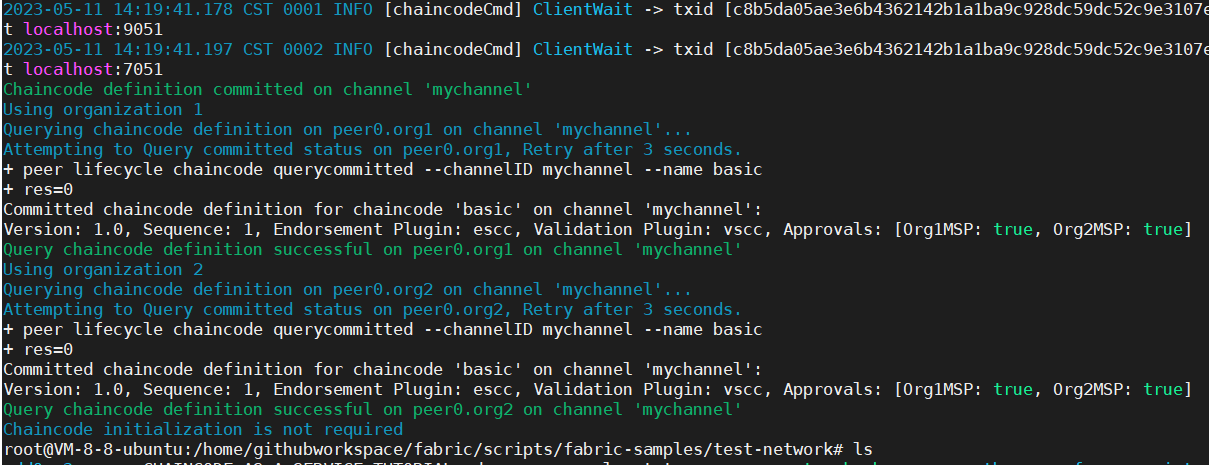 2023-05-11 14:19:41.178 CST 0001 INFO [chaincodeCmd] ClientWait -> txid [c8b5da05ae3e6b4362142b1a1ba9c928dc59dc52c9e3107e
t localhost:9051
2023-05-11 14:19:41.197 CST 0002 INFO [chaincodeCmd] ClientWait -> txid [c8b5da05ae3e6b4362142b1a1ba9c928dc59dc52c9e3107e
t localhost:7051
Chaincode definition committed on channel 'mychannel'
Using organization 1
Querying chaincode definition on peer0.org1 on channel 'mychannel'...
Attempting to Query committed status on peer0.org1, Retry after 3 seconds.
+ peer lifecycle chaincode querycommitted --channelID mychannel --name basic
+ res=0
Committed chaincode definition for chaincode 'basic' on channel 'mychannel':
Version: 1.0, Sequence: 1, Endorsement Plugin: escc, Validation Plugin: vscc, Approvals: [Org1MSP: true, Org2MSP: true]
Query chaincode definition successful on peer0.org1 on channel 'mychannel'
Using organization 2
Querying chaincode definition on peer0.org2 on channel 'mychannel'...
Attempting to Query committed status on peer0.org2, Retry after 3 seconds.
+ peer lifecycle chaincode querycommitted --channelID mychannel --name basic
+ res=0
Committed chaincode definition for chaincode 'basic' on channel 'mychannel':
Version: 1.0, Sequence: 1, Endorsement Plugin: escc, Validation Plugin: vscc, Approvals: [Org1MSP: true, Org2MSP: true]
Query chaincode definition successful on peer0.org2 on channel 'mychannel'
Chaincode initialization is not required
root@VM-8-8-ubuntu:/home/githubworkspace/fabric/scripts/fabric-samples/test-network# ls